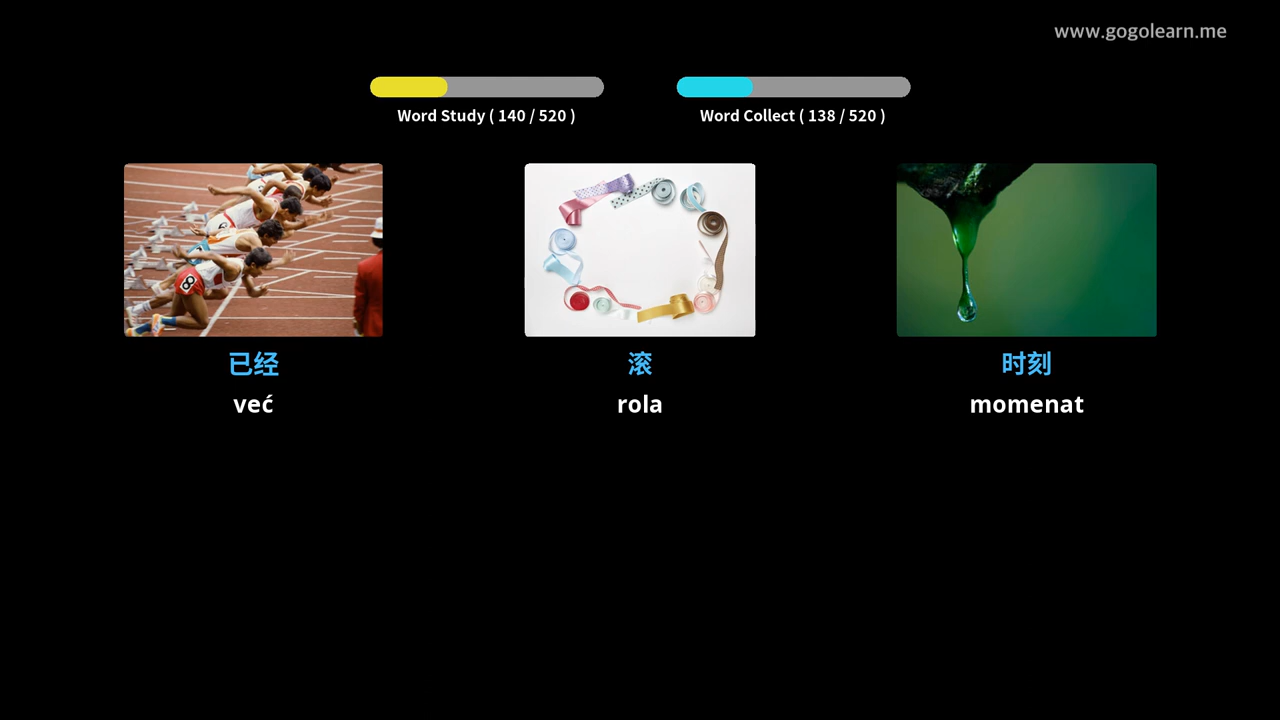 www.gogolearn.me
Word Study ( 140 / 520 )
Word Collect ( 138 / 520 )
已经
滚
时刻
već
rola
momenat